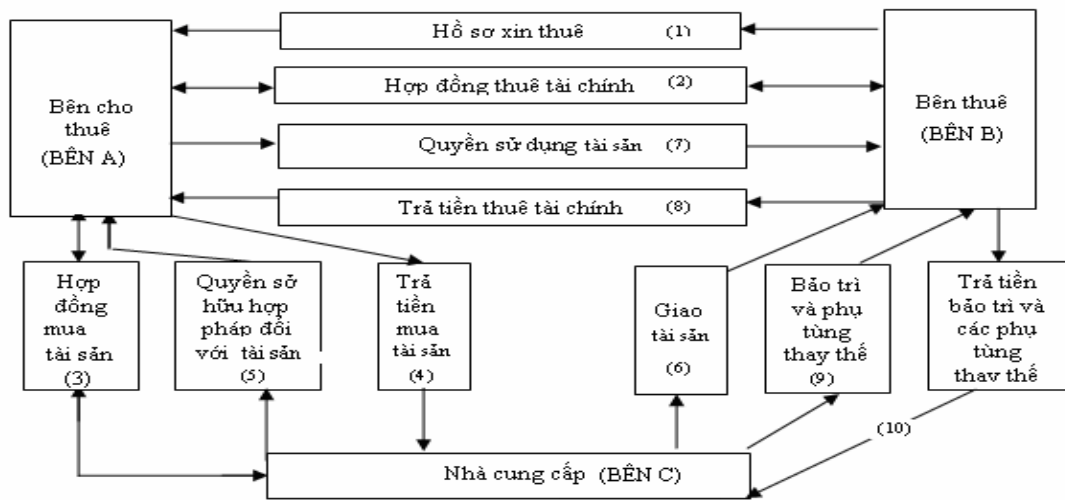 Hồ sơ xin thuê (1)
Hợp đồng thuê tài chính (2)
Bên cho
thuê
(BÊN A)
Bên thuê
(BÊN B)
Quyền sử dụng tài sản (7)
Trả tiền thuê tài chính (8)
Hợp
đồng
mua
tài sản
(3)
Quyền sở
hữu hợp
pháp đối
với tài sản
(5)
Trả
tiền
mua
tài sản
(4)
Giao
tài sản
(6)
Bảo trì
và phụ
tùng
thay thế
(9)
Trả tiền
bảo trì và
các phụ
tùng
thay thế
(10)
Nhà cung cấp (BÊN C)